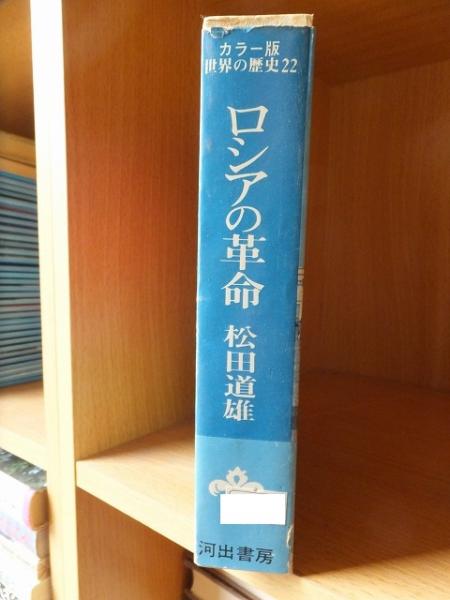 カラー版
世界の歴史22
ロシアの革命
松田道雄
河出書房